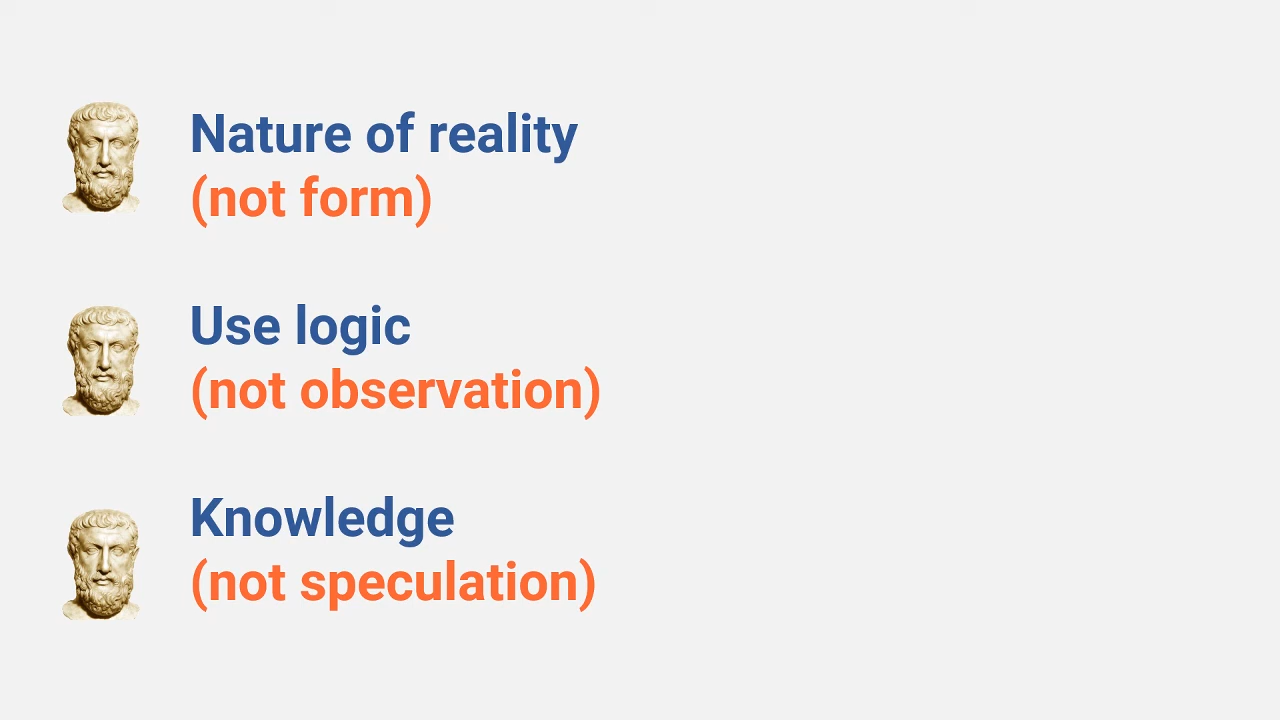 Nature of reality
(not form)
Use logic
(not observation)
Knowledge
(not speculation)